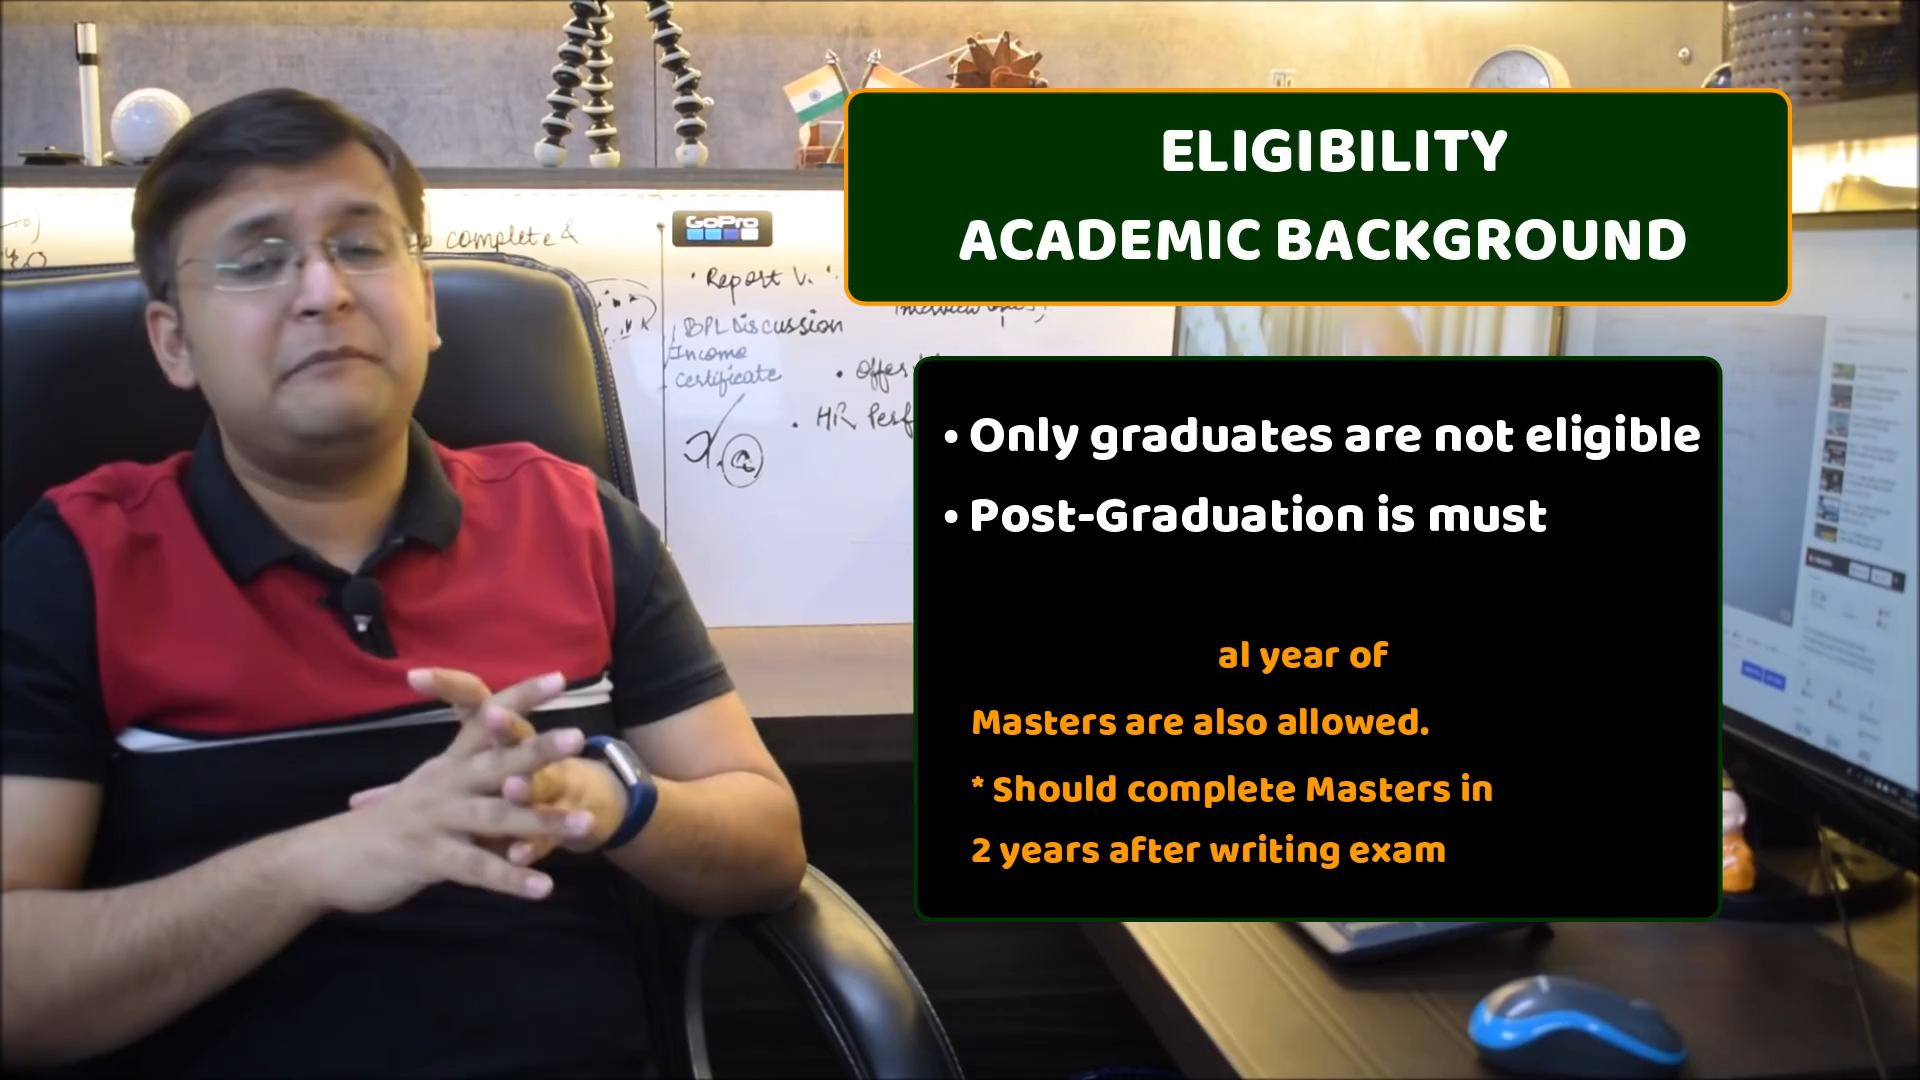 ELIGIBILITY
ACADEMIC BACKGROUND
complete &
GoPro
• Report V.
BPL Discussion
Income
Certificate
• offer
• HR
• Only graduates are not eligible
• Post-Graduation is must
al year of
Masters are also allowed.
* Should complete Masters in
2 years after writing exam